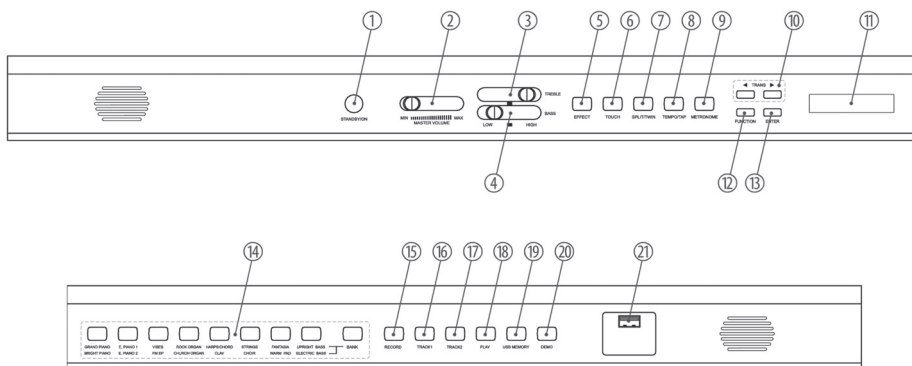 ① ② ③ ⑤ ⑥ ⑦ ⑧ ⑨ ⑩ ⑪
◄ TRANS ►
TREBLE
STANDBY/ON
MIN MAX
MASTER VOLUME
BASS
LOW HIGH
EFFECT TOUCH SPLIT/TWIN TEMPO/TAP METRONOME
FUNCTION ENTER
④ ⑫ ⑬
⑭ ⑮ ⑯ ⑰ ⑱ ⑲ ⑳ ㉑
GRAND PIANO E. PIANO 1 VIBES ROCK ORGAN HARPSICHORD STRINGS FANTASIA UPRIGHT BASS BANK
BRIGHT PIANO E. PIANO 2 FM EP CHURCH ORGAN CLAV CHOIR WARM PAD ELECTRIC BASS
RECORD TRACK1 TRACK2 PLAY USB MEMORY DEMO